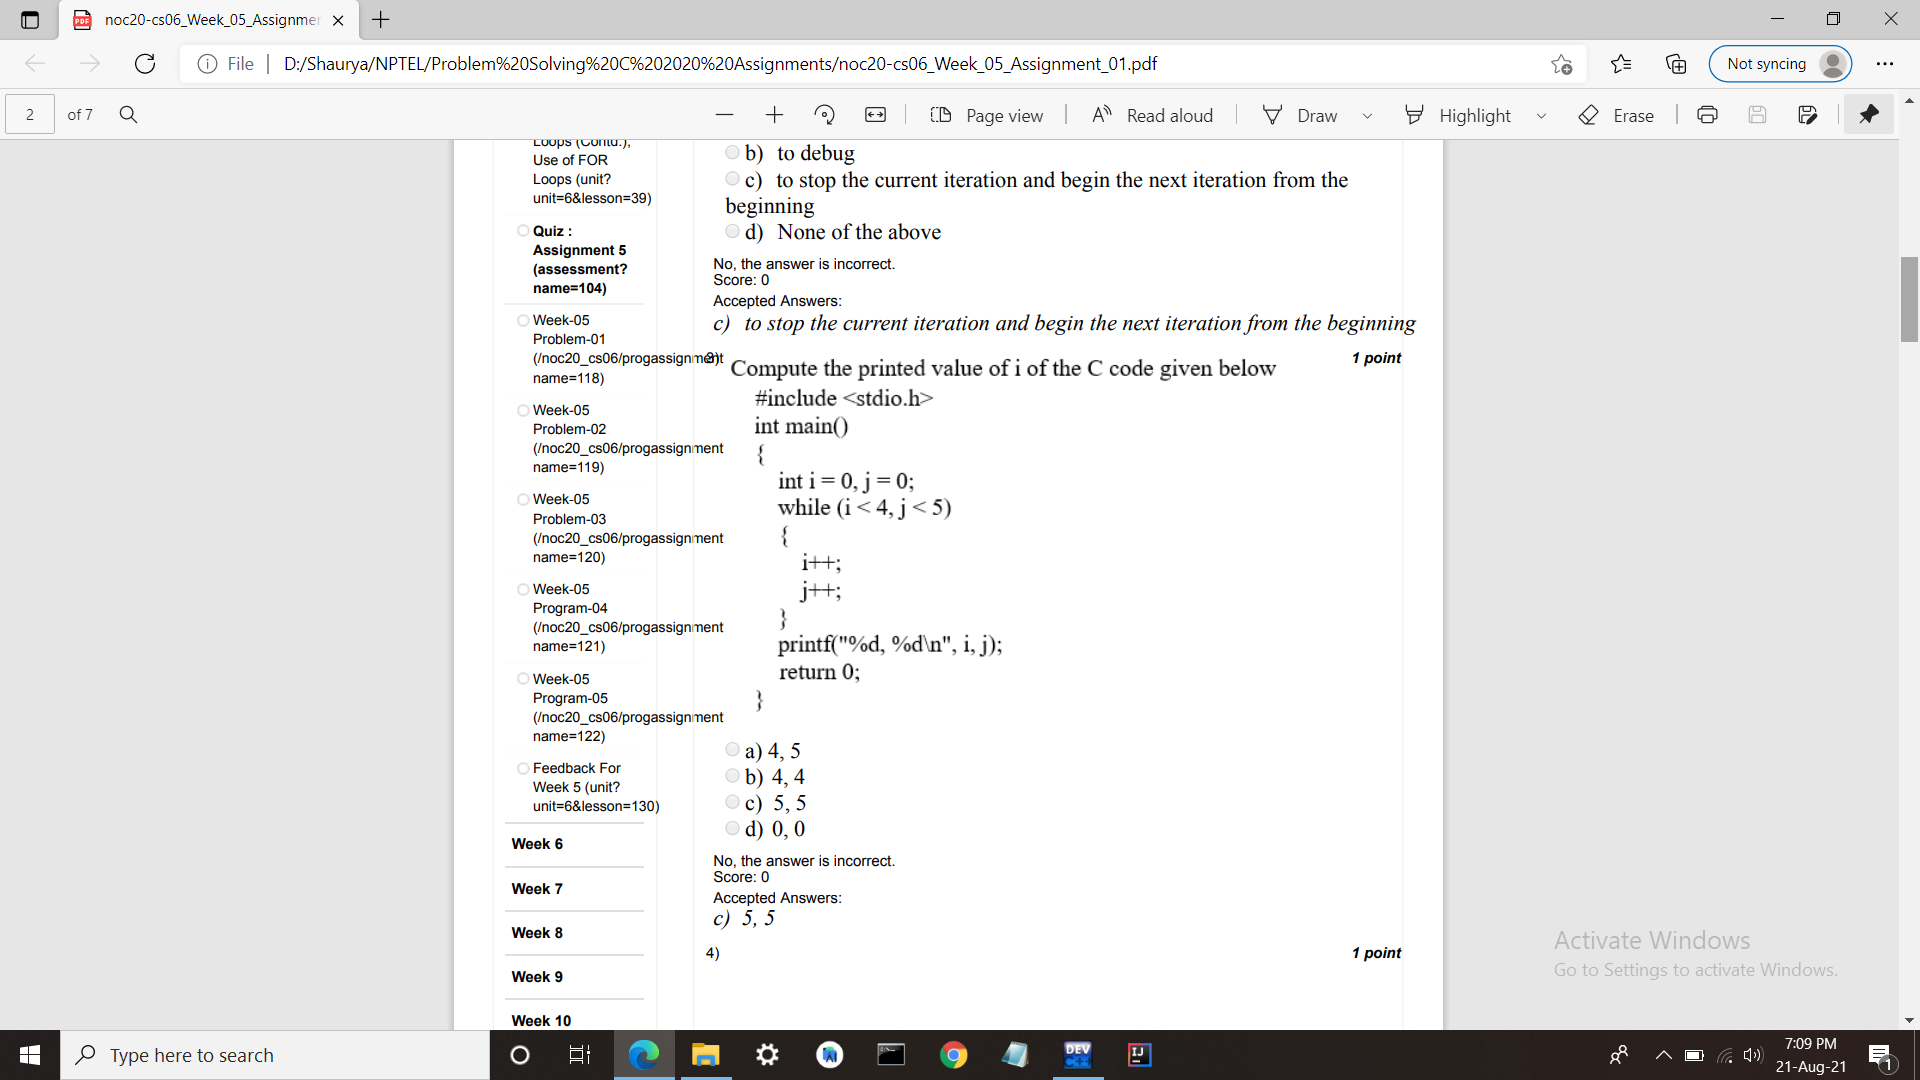 noc20-cs06_Week_05_Assignmer
File
D:/Shaurya/NPTEL/Problem%20Solving%20C%202020%20Assignments/noc20-cs06_Week_05_Assignment_01.pdf
Not syncing
2 of 7
Page view
Read aloud
Draw
Highlight
Erase
Loops (Contd.),
Use of FOR
Loops (unit?
unit=6&lesson=39)
Quiz :
Assignment 5
(assessment?
name=104)
Week-05
Problem-01
(/noc20_cs06/progassignment
name=118)
Week-05
Problem-02
(/noc20_cs06/progassignment
name=119)
Week-05
Problem-03
(/noc20_cs06/progassignment
name=120)
Week-05
Program-04
(/noc20_cs06/progassignment
name=121)
Week-05
Program-05
(/noc20_cs06/progassignment
name=122)
Feedback For
Week 5 (unit?
unit=6&lesson=130)
Week 6
Week 7
Week 8
Week 9
Week 10
b) to debug
c) to stop the current iteration and begin the next iteration from the
beginning
d) None of the above
No, the answer is incorrect.
Score: 0
Accepted Answers:
c) to stop the current iteration and begin the next iteration from the beginning
3) 1 point
Compute the printed value of i of the C code given below
#include <stdio.h>
int main()
{
int i = 0, j = 0;
while (i < 4, j < 5)
{
i++;
j++;
}
printf("%d, %d\n", i, j);
return 0;
}
a) 4, 5
b) 4, 4
c) 5, 5
d) 0, 0
No, the answer is incorrect.
Score: 0
Accepted Answers:
c) 5, 5
4) 1 point
Activate Windows
Go to Settings to activate Windows.
Type here to search
DEV
C++
IJ
7:09 PM
21-Aug-21
1